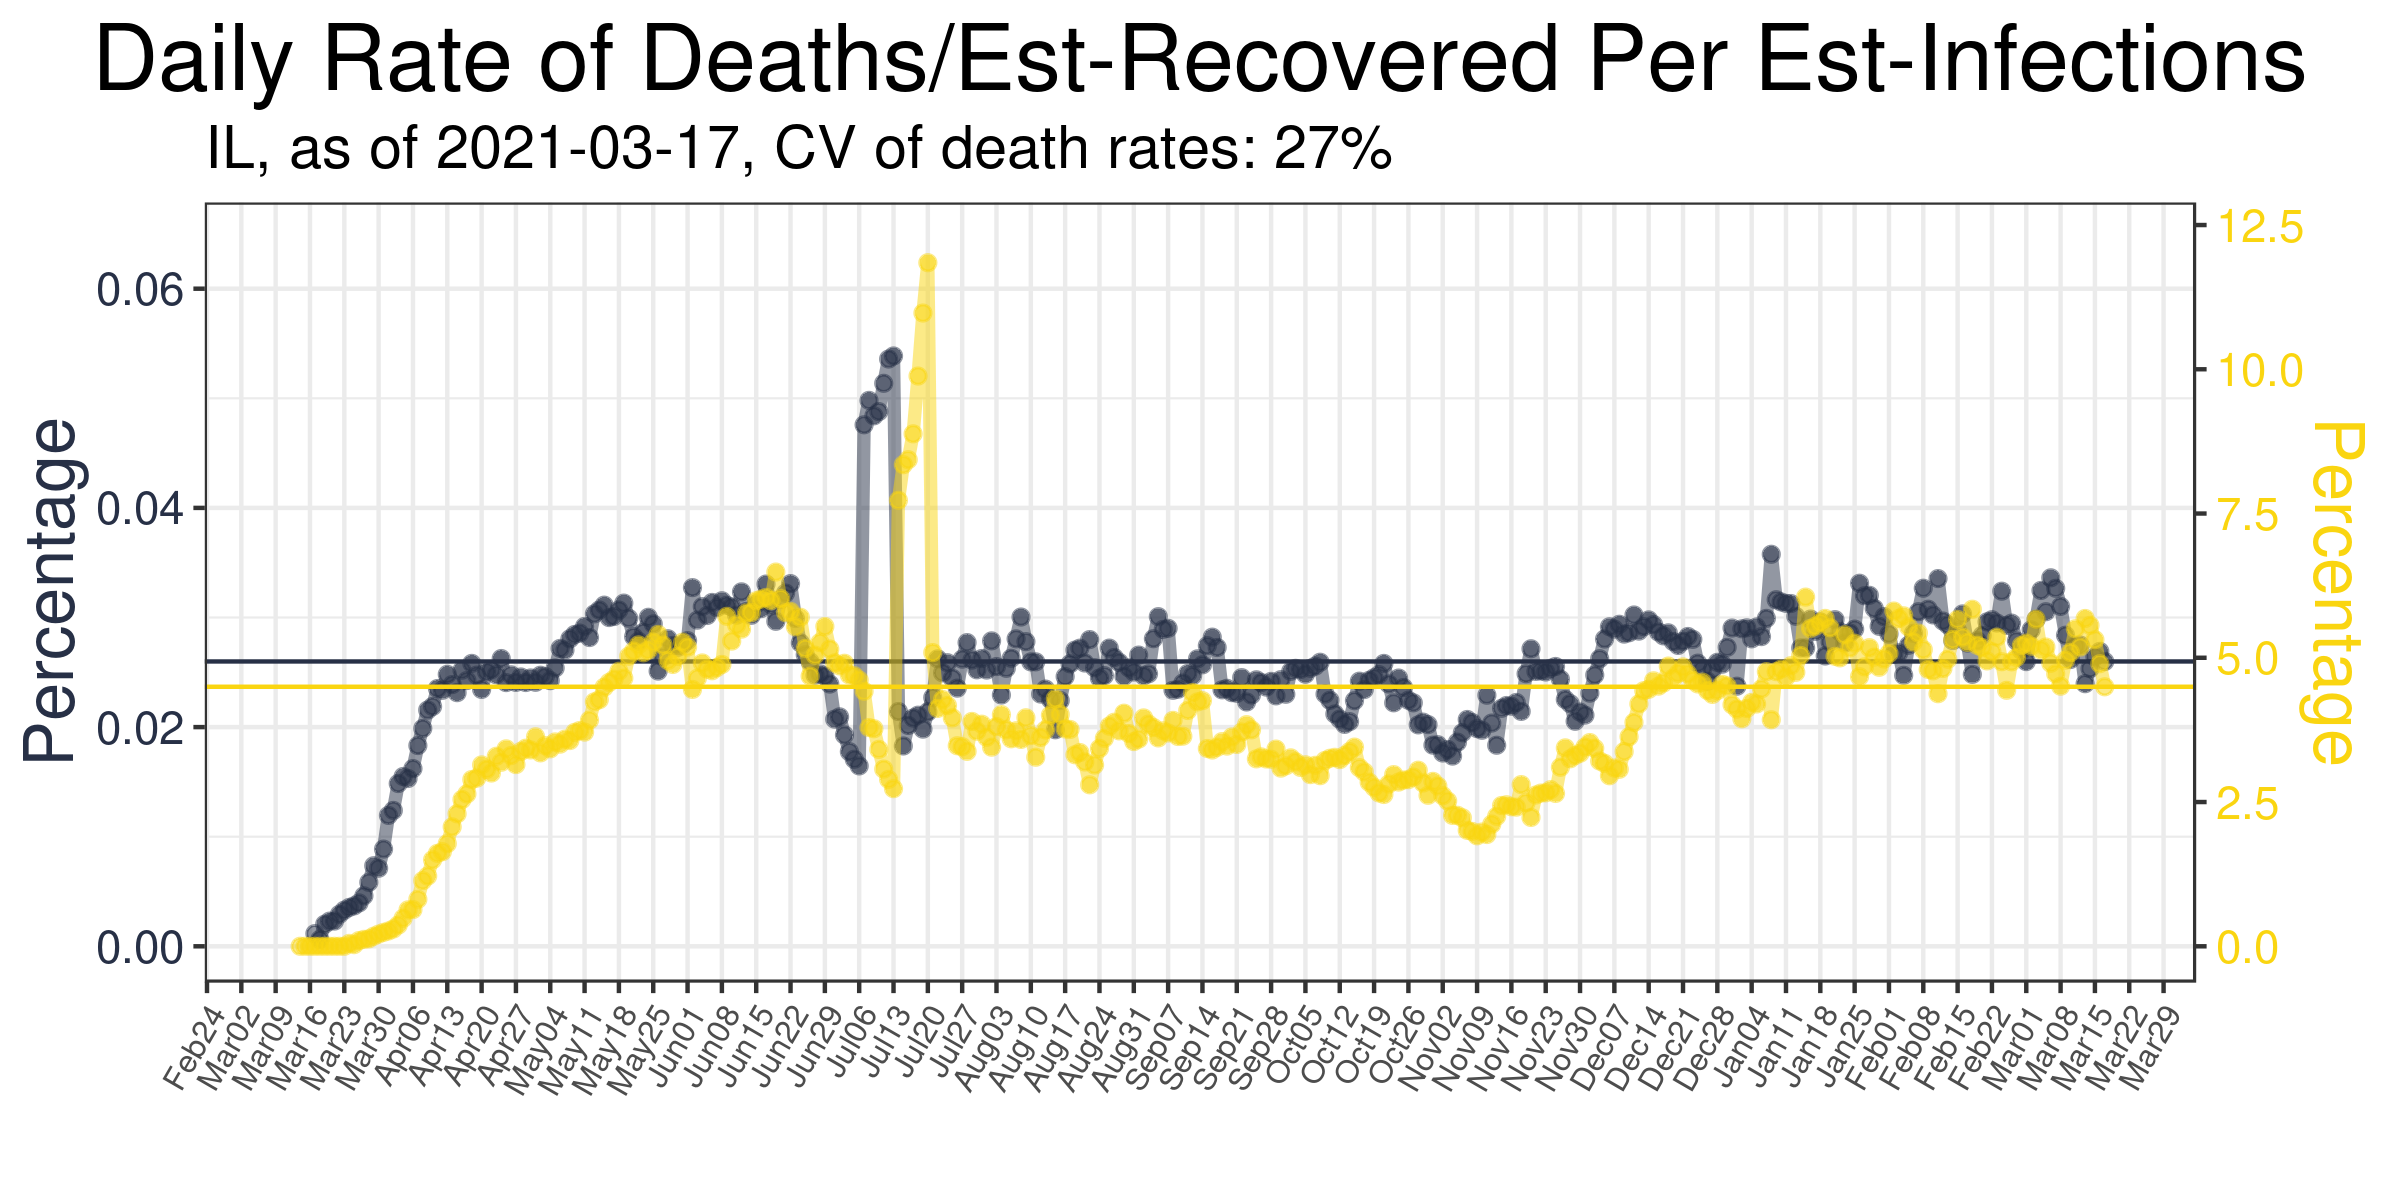 Daily Rate of Deaths/Est-Recovered Per Est-Infections
IL, as of 2021-03-17, CV of death rates: 27%
Percentage
0.06
0.04
0.02
0.00
12.5
10.0
7.5
5.0
2.5
0.0
Percentage
Feb24
Mar02
Mar09
Mar16
Mar23
Mar30
Apr06
Apr13
Apr20
Apr27
May04
May11
May18
May25
Jun01
Jun08
Jun15
Jun22
Jun29
Jul06
Jul13
Jul20
Jul27
Aug03
Aug10
Aug17
Aug24
Aug31
Sep07
Sep14
Sep21
Sep28
Oct05
Oct12
Oct19
Oct26
Nov02
Nov09
Nov16
Nov23
Nov30
Dec07
Dec14
Dec21
Dec28
Jan04
Jan11
Jan18
Jan25
Feb01
Feb08
Feb15
Feb22
Mar01
Mar08
Mar15
Mar22
Mar29